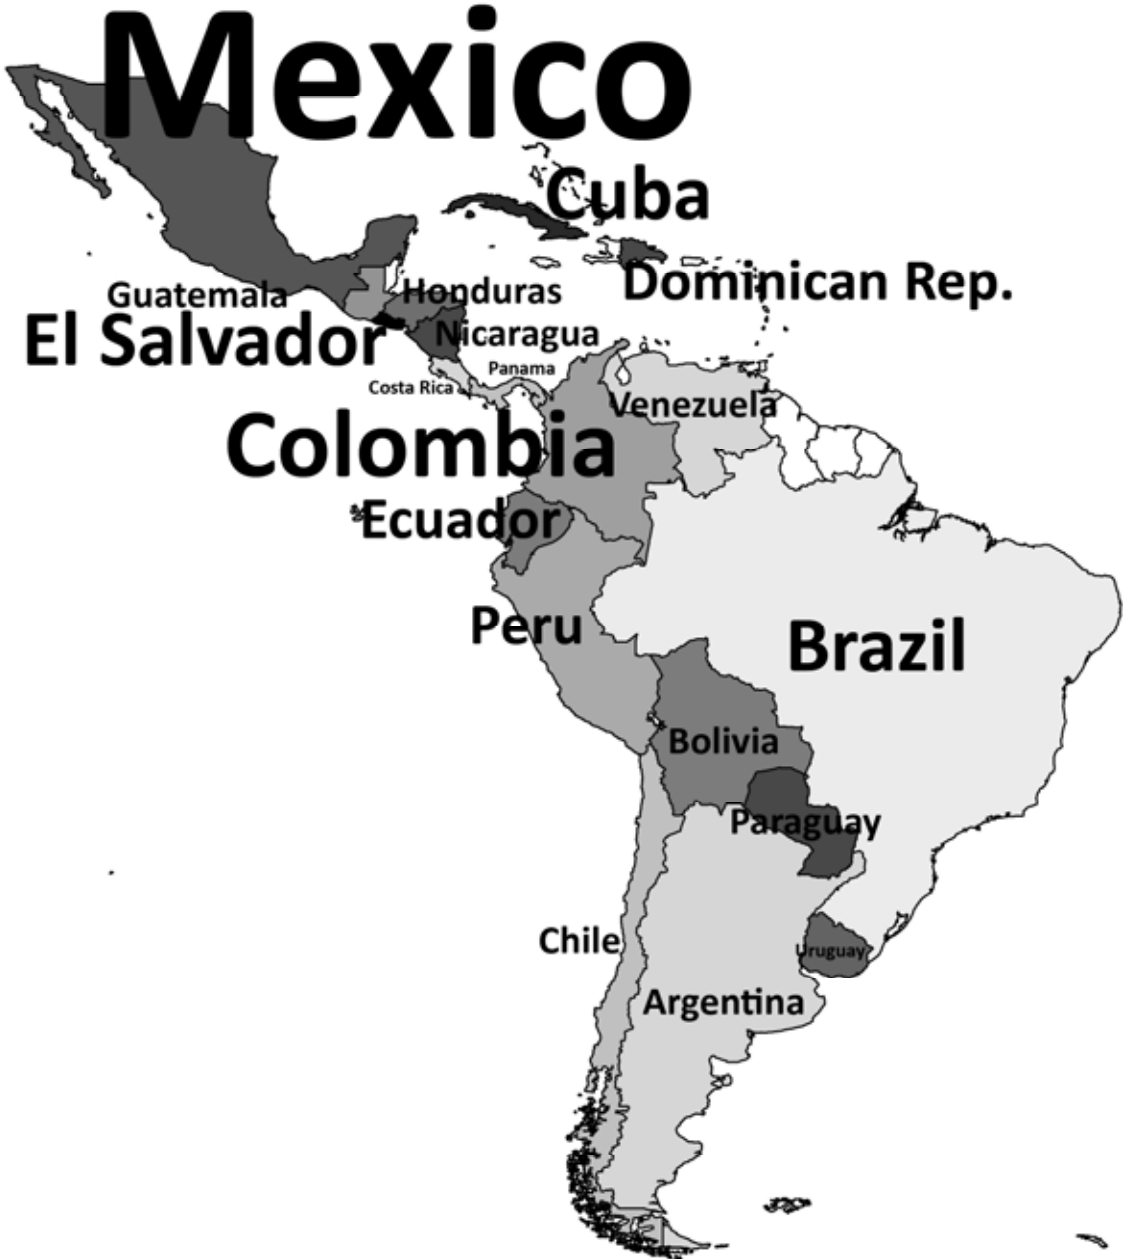 Mexico
Cuba
Dominican Rep.
Guatemala
Honduras
El Salvador
Nicaragua
Panama
Costa Rica
Venezuela
Colombia
Ecuador
Peru
Brazil
Bolivia
Paraguay
Chile
Uruguay
Argentina